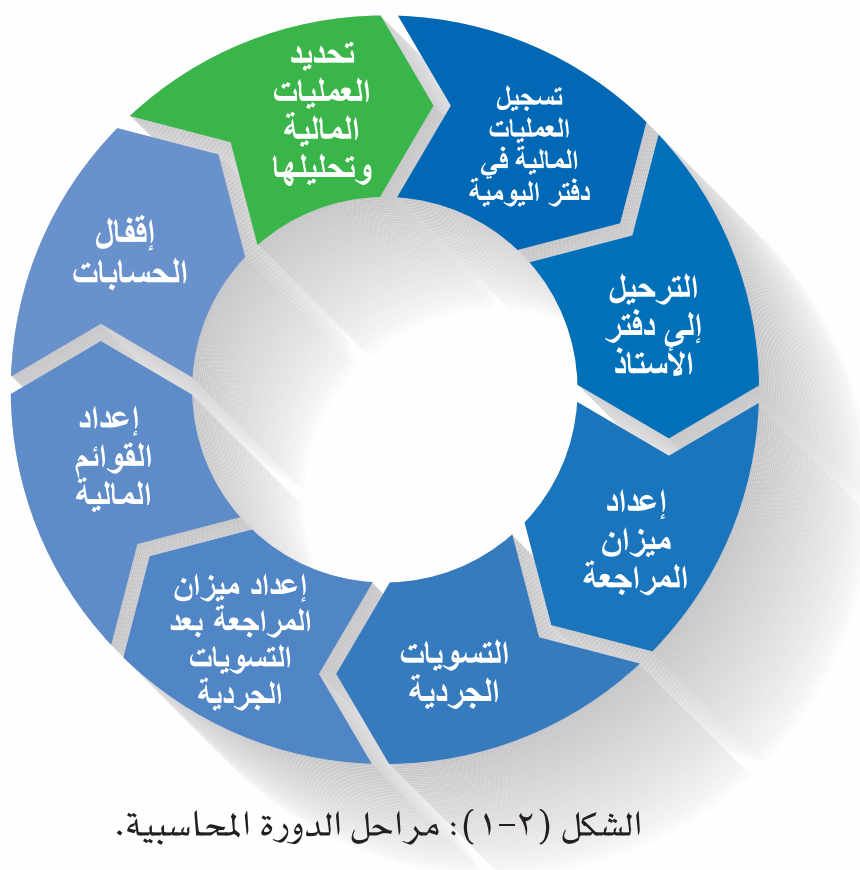 تحديد
العمليات
المالية
وتحليلها
تسجيل
العمليات
المالية في
دفتر اليومية
الترحيل
إلى دفتر
الأستاذ
إعداد
ميزان
المراجعة
التسويات
الجردية
إعداد ميزان
المراجعة بعد
التسويات
الجردية
إعداد
القوائم
المالية
إقفال
الحسابات
الشكل (٢-١): مراحل الدورة المحاسبية.